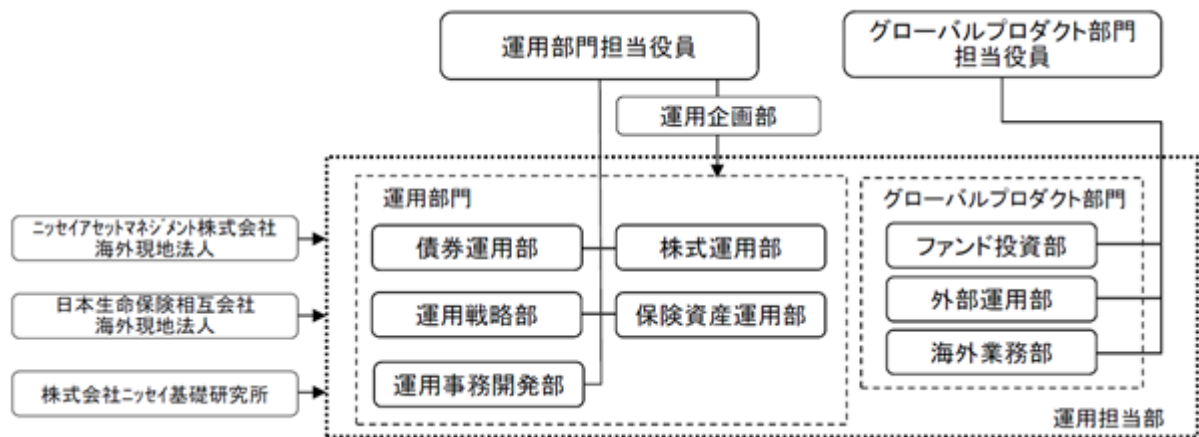 運用部門担当役員
グローバルプロダクト部門
担当役員
運用企画部
運用部門
グローバルプロダクト部門
ニッセイアセットマネジメント株式会社
海外現地法人
債券運用部
株式運用部
ファンド投資部
日本生命保険相互会社
海外現地法人
運用戦略部
保険資産運用部
外部運用部
海外業務部
株式会社ニッセイ基礎研究所
運用事務開発部
運用担当部